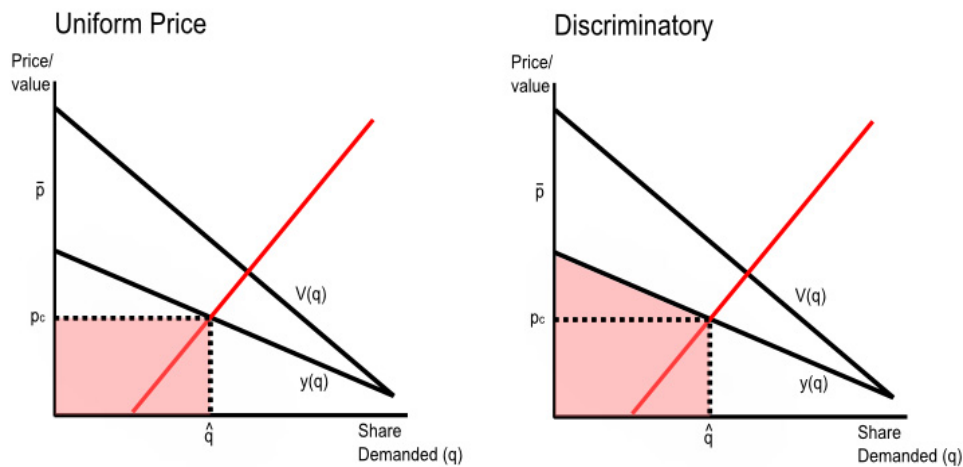 Uniform Price
Price/
value
p̄
V(q)
pc
y(q)
q̂
Share
Demanded (q)
Discriminatory
Price/
value
p̄
V(q)
pc
y(q)
q̂
Share
Demanded (q)